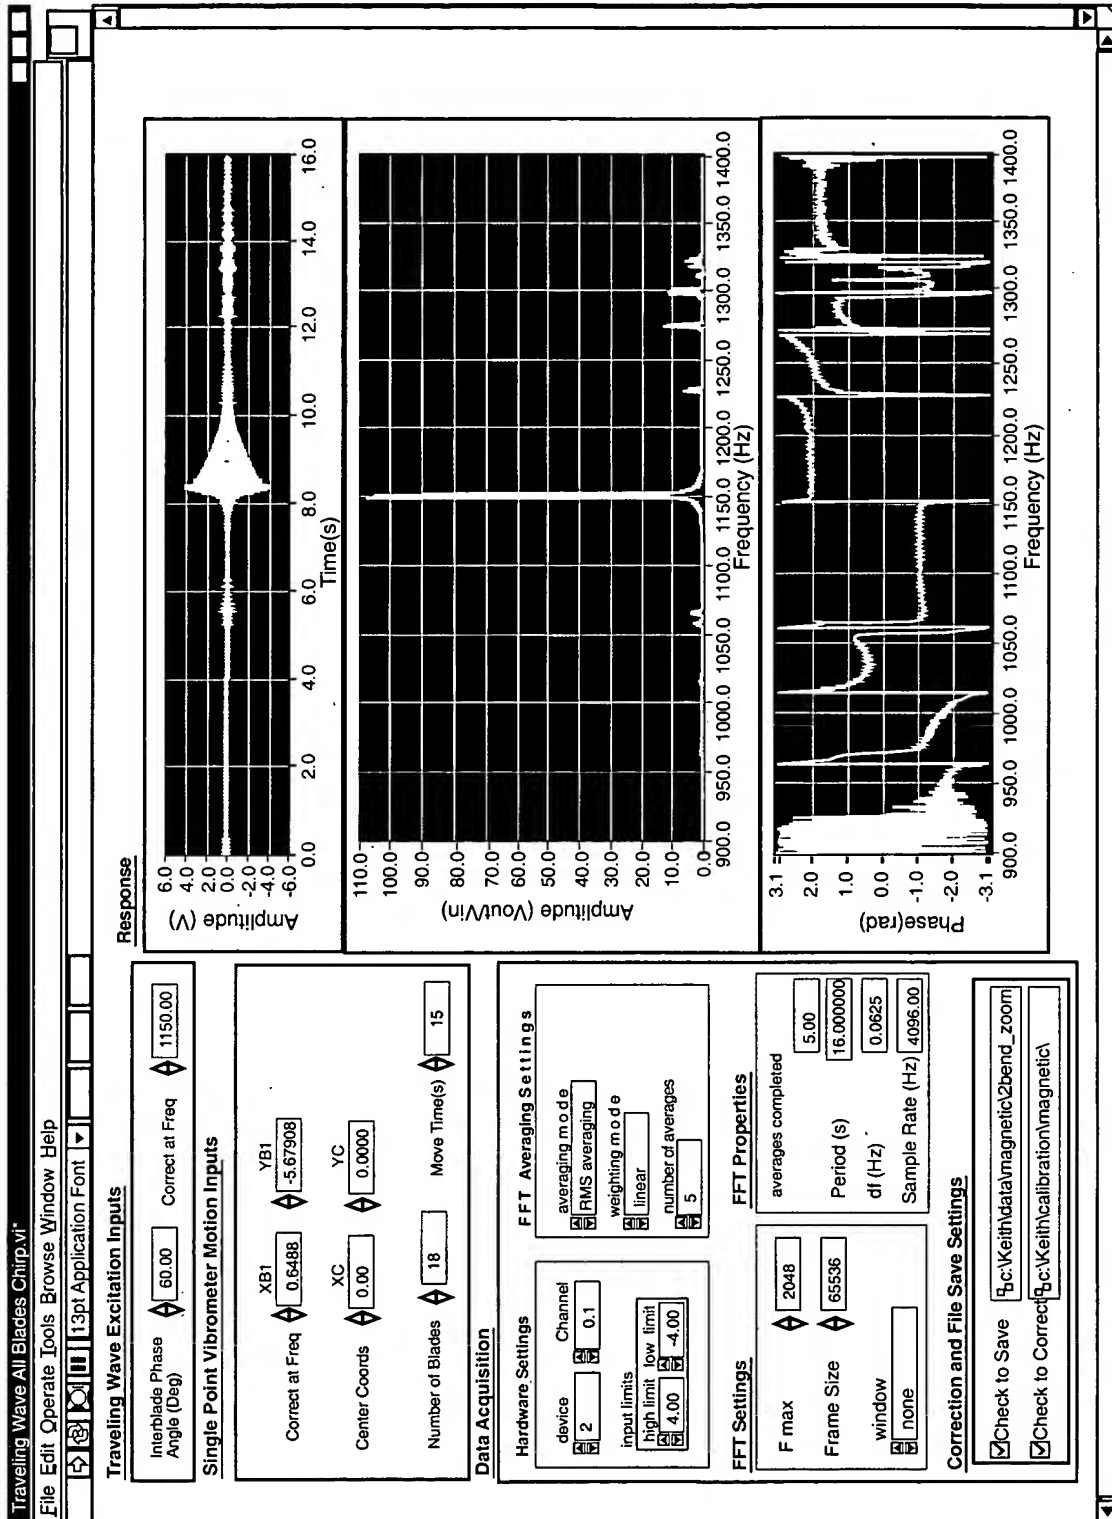 Traveling Wave All Blades Chirp.vi*
File Edit Operate Tools Browse Window Help
13pt Application Font
Traveling Wave Excitation Inputs
Interblade Phase
Angle (Deg)
60.00
Correct at Freq
1150.00
Single Point Vibrometer Motion Inputs
XB1
YB1
Correct at Freq
0.6488
-5.67908
XC
YC
Center Coords
0.00
0.0000
Number of Blades
18
Move Time(s)
15
Data Acquisition
Hardware Settings
device
Channel
2
0.1
input limits
high limit
low limit
4.00
-4.00
FFT Averaging Settings
averaging mode
RMS averaging
weighting mode
linear
number of averages
5
FFT Settings
F max
2048
Frame Size
65536
window
none
FFT Properties
averages completed
5.00
Period (s)
16.000000
df (Hz)
0.0625
Sample Rate (Hz)
4096.00
Correction and File Save Settings
Check to Save
c:\Keith\data\magnetic\2bend_zoom
Check to Correct
c:\Keith\calibration\magnetic\
Response
Amplitude (V)
6.0
4.0
2.0
0.0
-2.0
-4.0
-6.0
0.0 2.0 4.0 6.0 8.0 10.0 12.0 14.0 16.0
Time(s)
Amplitude (Vout/Vin)
110.0
100.0
90.0
80.0
70.0
60.0
50.0
40.0
30.0
20.0
10.0
0.0
900.0 950.0 1000.0 1050.0 1100.0 1150.0 1200.0 1250.0 1300.0 1350.0 1400.0
Frequency (Hz)
Phase(rad)
3.1
2.0
1.0
0.0
-1.0
-2.0
-3.1
900.0 950.0 1000.0 1050.0 1100.0 1150.0 1200.0 1250.0 1300.0 1350.0 1400.0
Frequency (Hz)